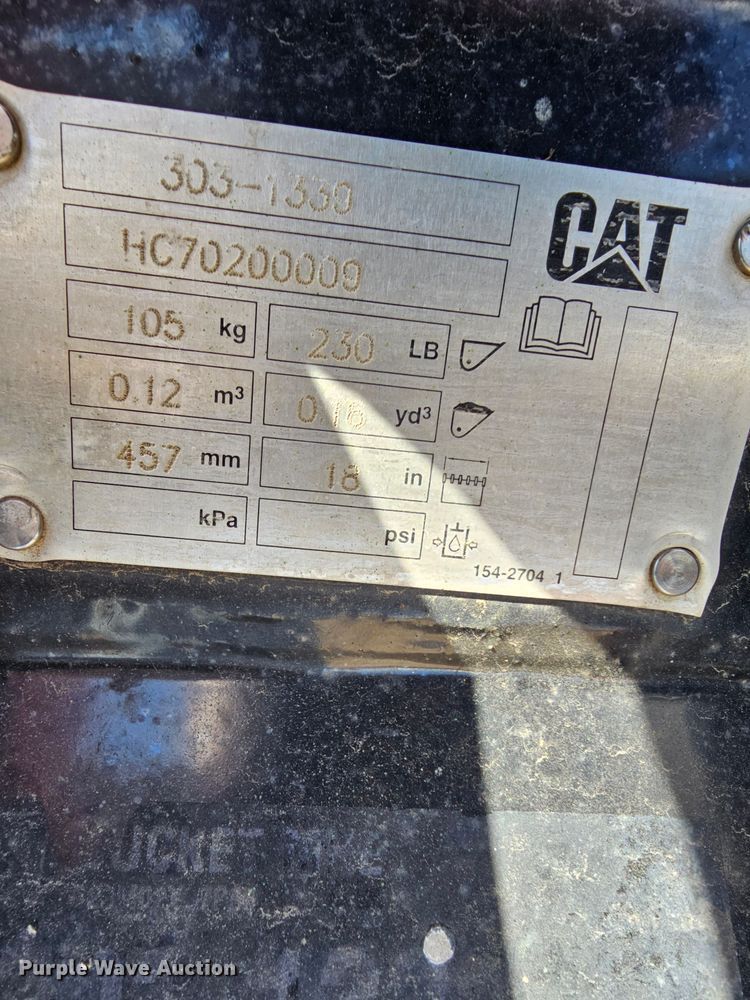 303-1330
CAT
HC70200009
105 kg 230 LB
0.12 m³ 0.16 yd³
457 mm 18 in
kPa psi
154-2704 1
BUCKET
Purple Wave Auction